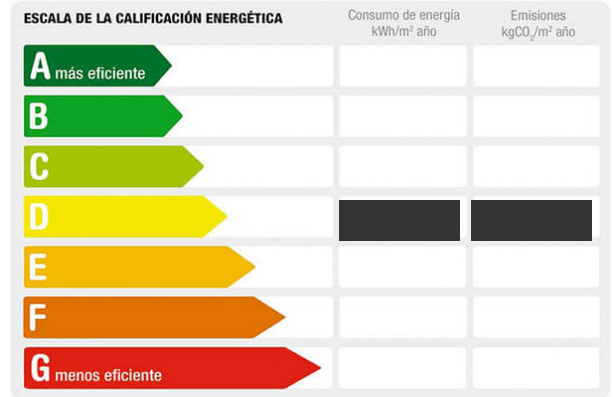 ESCALA DE LA CALIFICACIÓN ENERGÉTICA
Consumo de energía
kWh/m² año
Emisiones
kgCO₂/m² año
A más eficiente
B
C
D
E
F
G menos eficiente